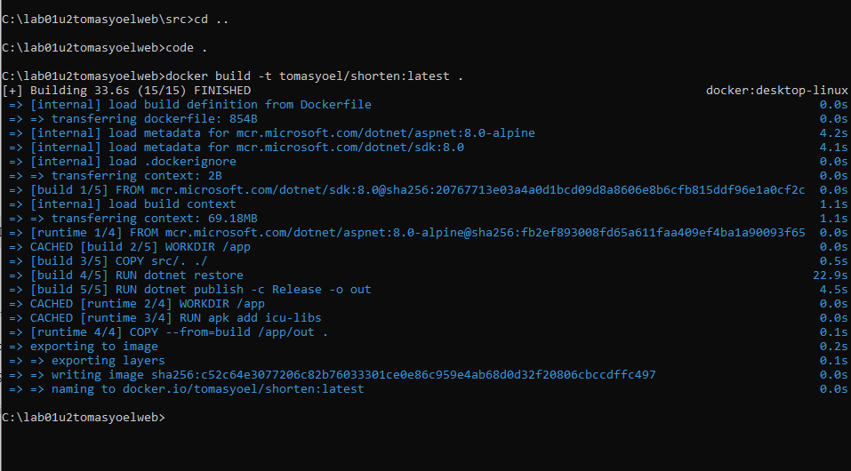 C:\lab01u2tomasyoelweb\src>cd ..
C:\lab01u2tomasyoelweb>code .
C:\lab01u2tomasyoelweb>docker build -t tomasyoel/shorten:latest .
[+] Building 33.6s (15/15) FINISHED docker:desktop-linux
=> [internal] load build definition from Dockerfile 0.0s
=> => transferring dockerfile: 854B 0.0s
=> [internal] load metadata for mcr.microsoft.com/dotnet/aspnet:8.0-alpine 4.2s
=> [internal] load metadata for mcr.microsoft.com/dotnet/sdk:8.0 4.1s
=> [internal] load .dockerignore 0.0s
=> => transferring context: 2B 0.0s
=> [build 1/5] FROM mcr.microsoft.com/dotnet/sdk:8.0@sha256:20767713e03a4a0d1bcd09d8a8606e8b6cfb815ddf96e1a0cf2c 0.0s
=> [internal] load build context 1.1s
=> => transferring context: 69.18MB 1.1s
=> [runtime 1/4] FROM mcr.microsoft.com/dotnet/aspnet:8.0-alpine@sha256:fb2ef893008fd65a611faa409ef4ba1a90093f65 0.0s
=> CACHED [build 2/5] WORKDIR /app 0.0s
=> [build 3/5] COPY src/. ./ 0.5s
=> [build 4/5] RUN dotnet restore 22.9s
=> [build 5/5] RUN dotnet publish -c Release -o out 4.5s
=> CACHED [runtime 2/4] WORKDIR /app 0.0s
=> CACHED [runtime 3/4] RUN apk add icu-libs 0.0s
=> [runtime 4/4] COPY --from=build /app/out . 0.1s
=> exporting to image 0.2s
=> => exporting layers 0.1s
=> => writing image sha256:c52c64e3077206c82b76033301ce0e86c959e4ab68d0d32f20806cbccdffc497 0.0s
=> => naming to docker.io/tomasyoel/shorten:latest 0.0s
C:\lab01u2tomasyoelweb>